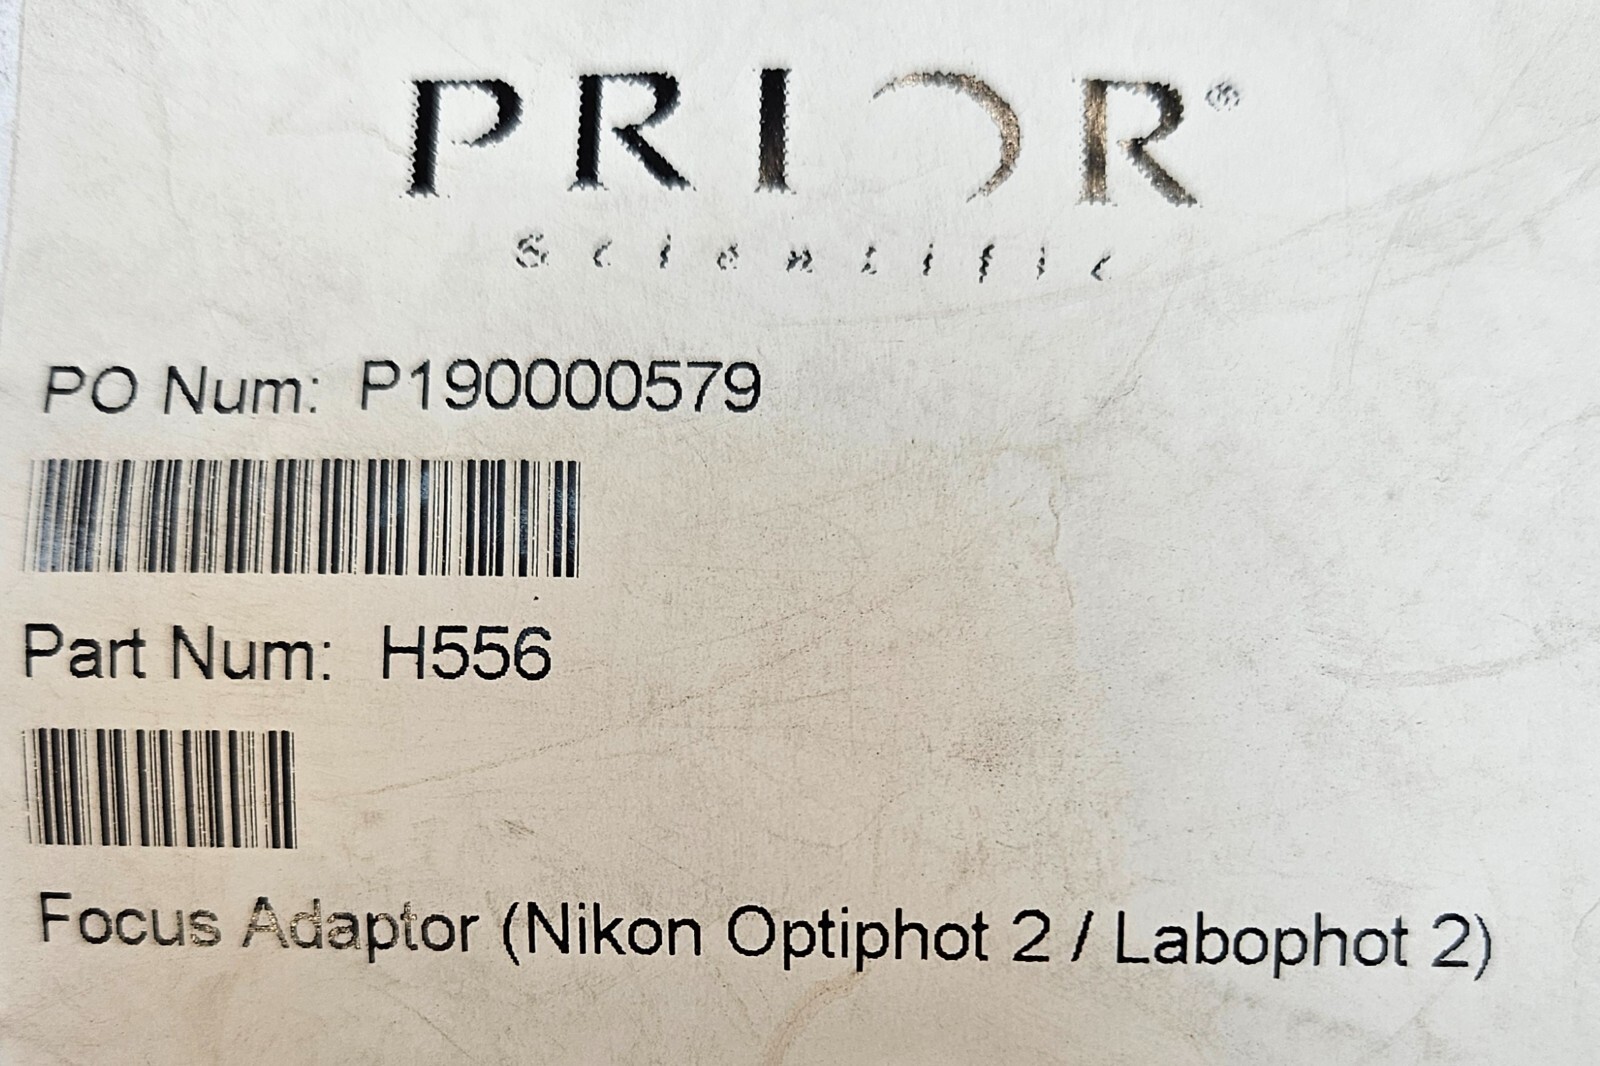 PRIOR®
Scientific
PO Num: P190000579
Part Num: H556
Focus Adaptor (Nikon Optiphot 2 / Labophot 2)